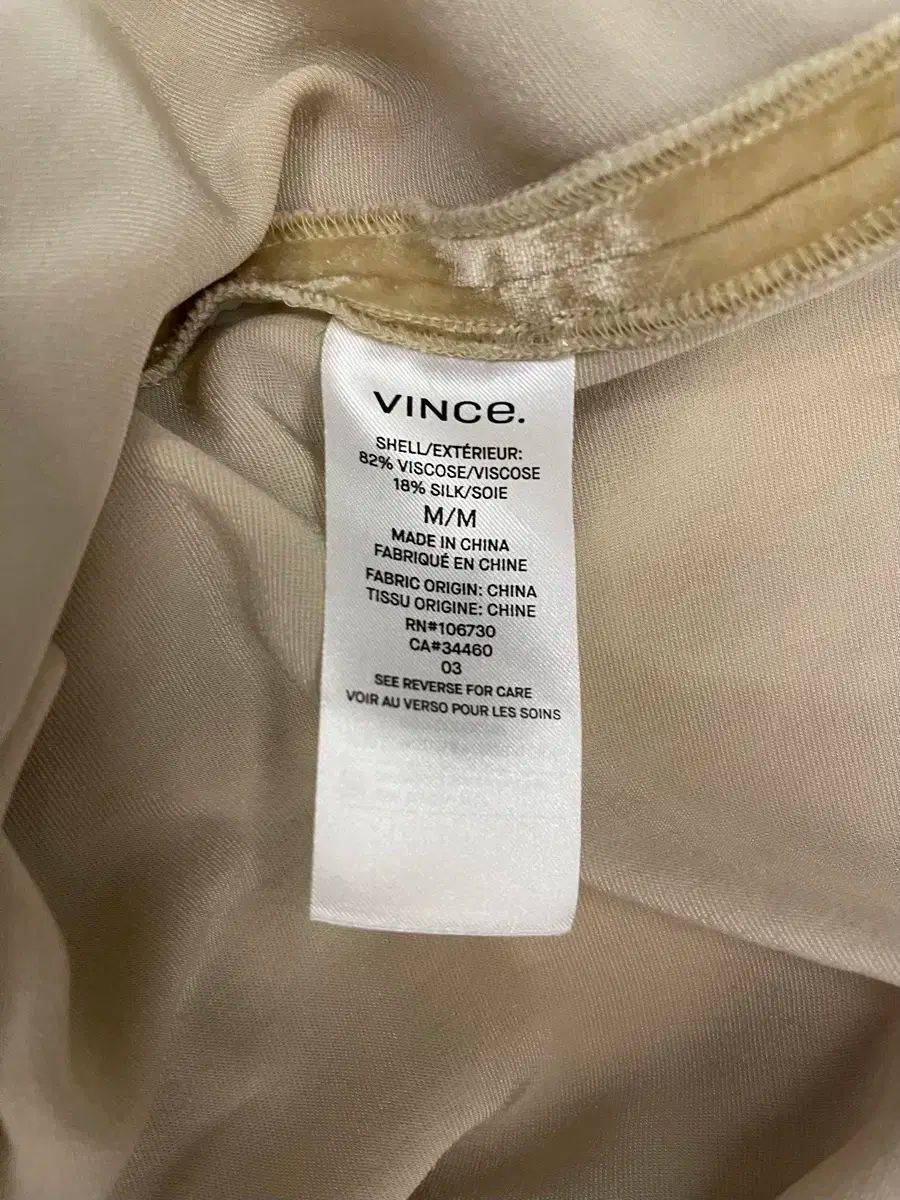 VINCe.
SHELL/EXTÉRIEUR:
82% VISCOSE/VISCOSE
18% SILK/SOIE
M/M
MADE IN CHINA
FABRIQUÉ EN CHINE
FABRIC ORIGIN: CHINA
TISSU ORIGINE: CHINE
RN#106730
CA#34460
03
SEE REVERSE FOR CARE
VOIR AU VERSO POUR LES SOINS